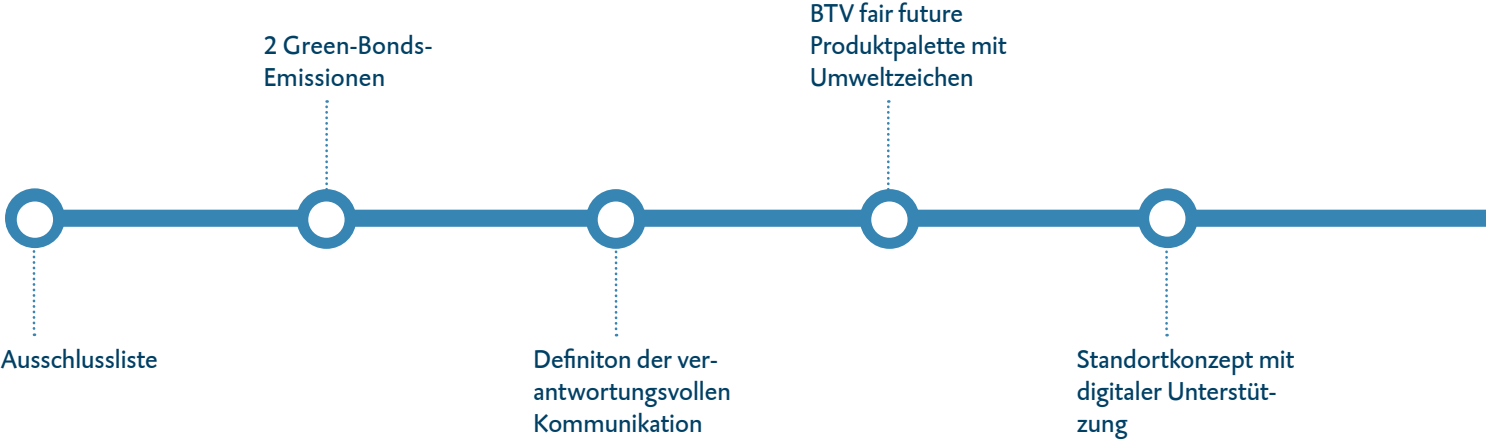 Ausschlussliste
2 Green-Bonds-
Emissionen
Definiton der ver-
antwortungsvollen
Kommunikation
BTV fair future
Produktpalette mit
Umweltzeichen
Standortkonzept mit
digitaler Unterstüt-
zung